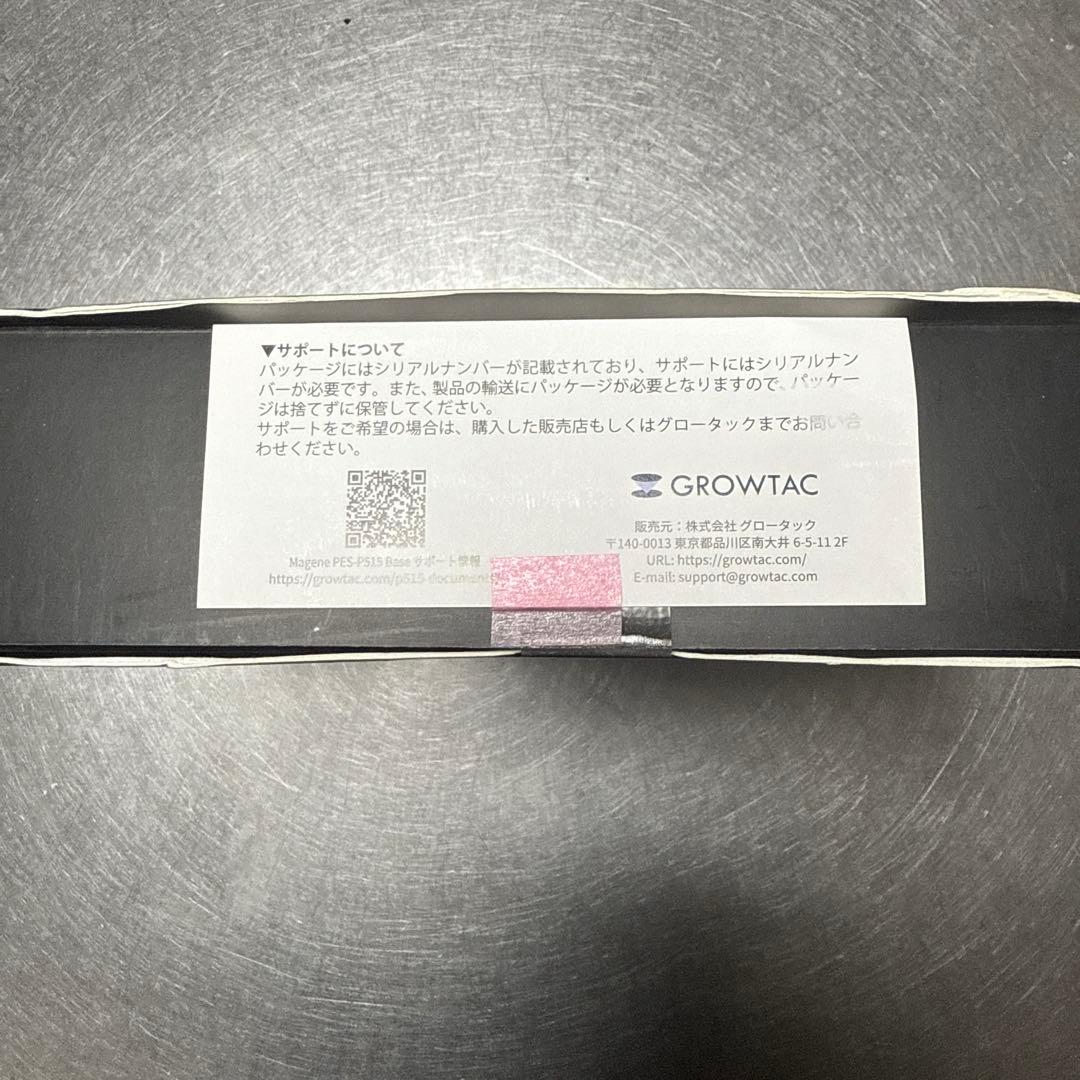 ▼サポートについて
パッケージにはシリアルナンバーが記載されており、サポートにはシリアルナン
バーが必要です。また、製品の輸送にパッケージが必要となりますので、パッケー
ジは捨てずに保管してください。
サポートをご希望の場合は、購入した販売店もしくはグロータックまでお問い合
わせください。
Magene PES-P515 Base サポート情報
https://growtac.com/p515-documents
GROWTAC
販売元：株式会社 グロータック
〒140-0013 東京都品川区南大井 6-5-11 2F
URL: https://growtac.com/
E-mail: support@growtac.com